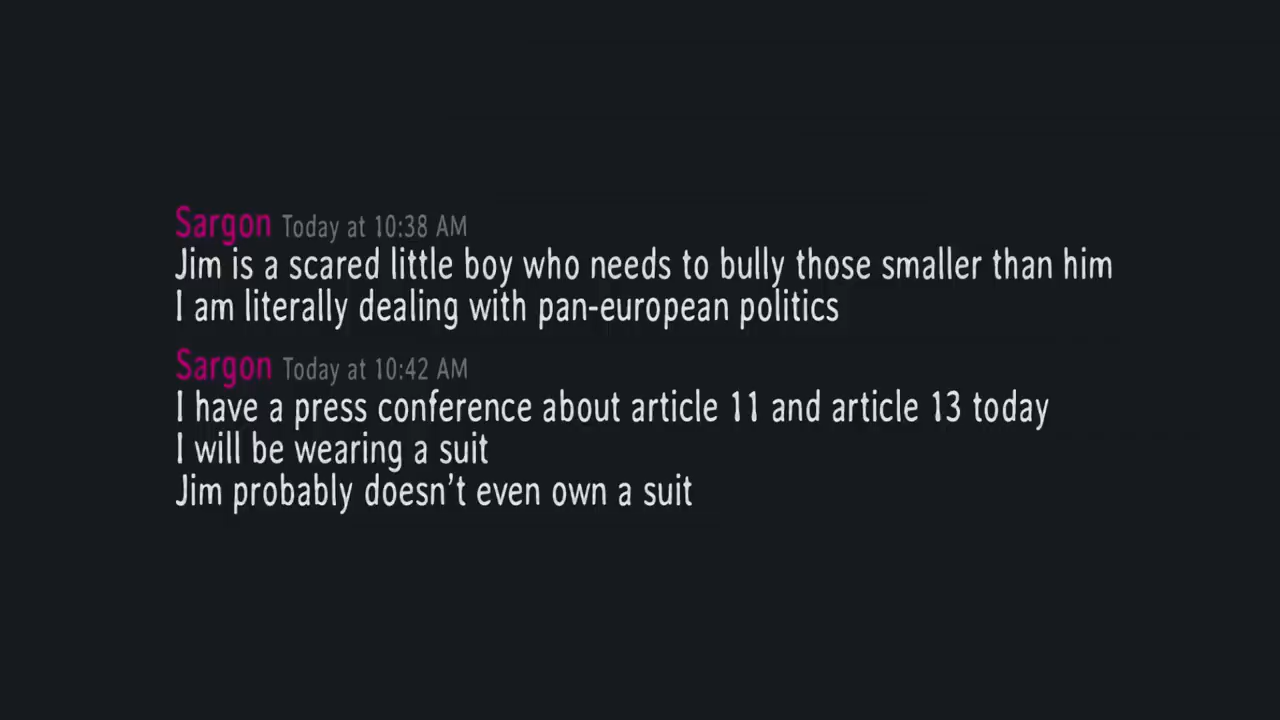 Sargon Today at 10:38 AM
Jim is a scared little boy who needs to bully those smaller than him
I am literally dealing with pan-european politics
Sargon Today at 10:42 AM
I have a press conference about article 11 and article 13 today
I will be wearing a suit
Jim probably doesn't even own a suit